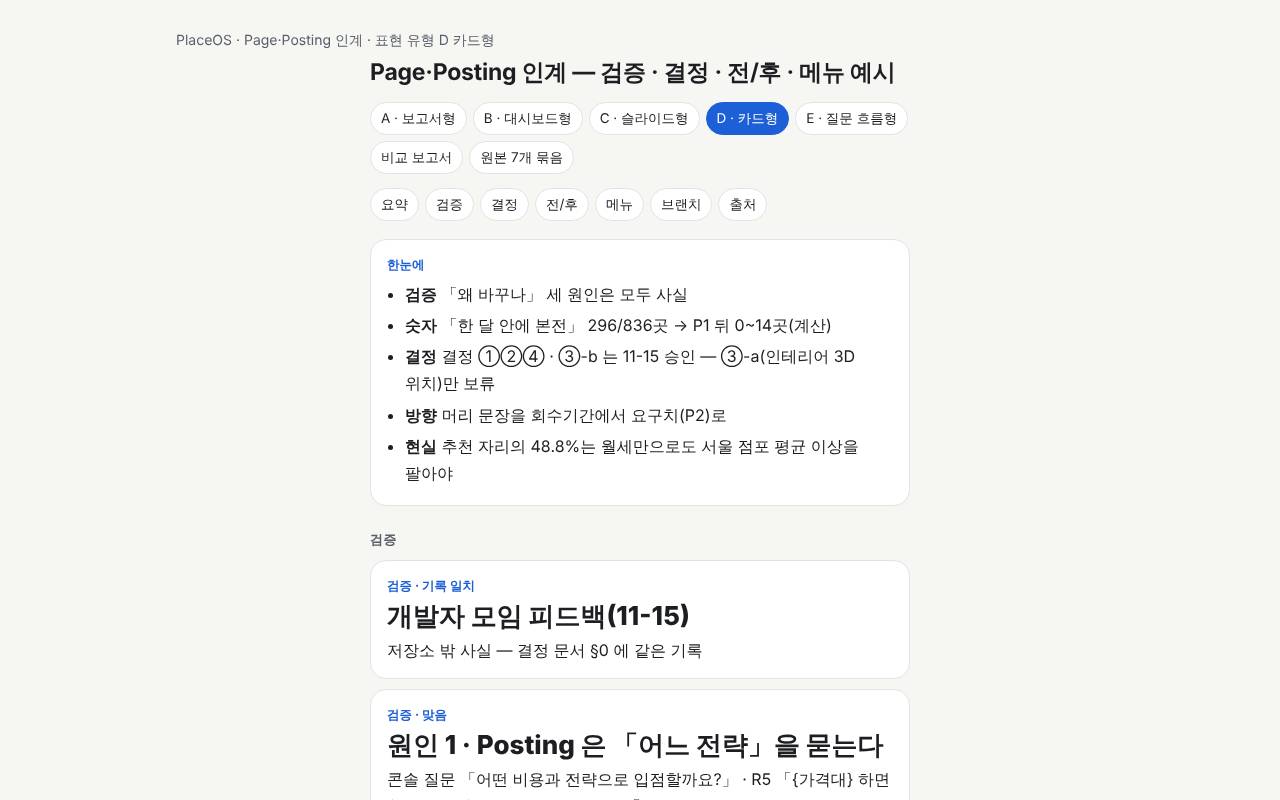 PlaceOS · Page·Posting 인계 · 표현 유형 D 카드형
Page·Posting 인계 — 검증 · 결정 · 전/후 · 메뉴 예시
A · 보고서형 B · 대시보드형 C · 슬라이드형 D · 카드형 E · 질문 흐름형
비교 보고서 원본 7개 묶음
요약 검증 결정 전/후 메뉴 브랜치 출처
한눈에
• 검증 「왜 바꾸나」 세 원인은 모두 사실
• 숫자 「한 달 안에 본전」 296/836곳 → P1 뒤 0~14곳(계산)
• 결정 결정 ①②④ · ③-b 는 11-15 승인 — ③-a(인테리어 3D
위치)만 보류
• 방향 머리 문장을 회수기간에서 요구치(P2)로
• 현실 추천 자리의 48.8%는 월세만으로도 서울 점포 평균 이상을
팔아야
검증
검증 · 기록 일치
개발자 모임 피드백(11-15)
저장소 밖 사실 — 결정 문서 §0 에 같은 기록
검증 · 맞음
원인 1 · Posting 은 「어느 전략」을 묻는다
콘솔 질문 「어떤 비용과 전략으로 입점할까요?」 · R5 「{가격대} 하면